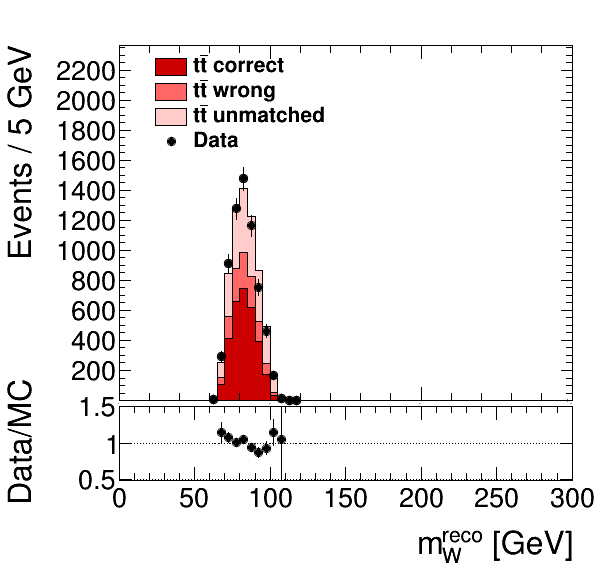 Events / 5 GeV
2200
2000
1800
1600
1400
1200
1000
800
600
400
200
tt̄ correct
tt̄ wrong
tt̄ unmatched
Data
Data/MC
1.5
1
0.5
0 50 100 150 200 250 300
m_W^reco [GeV]